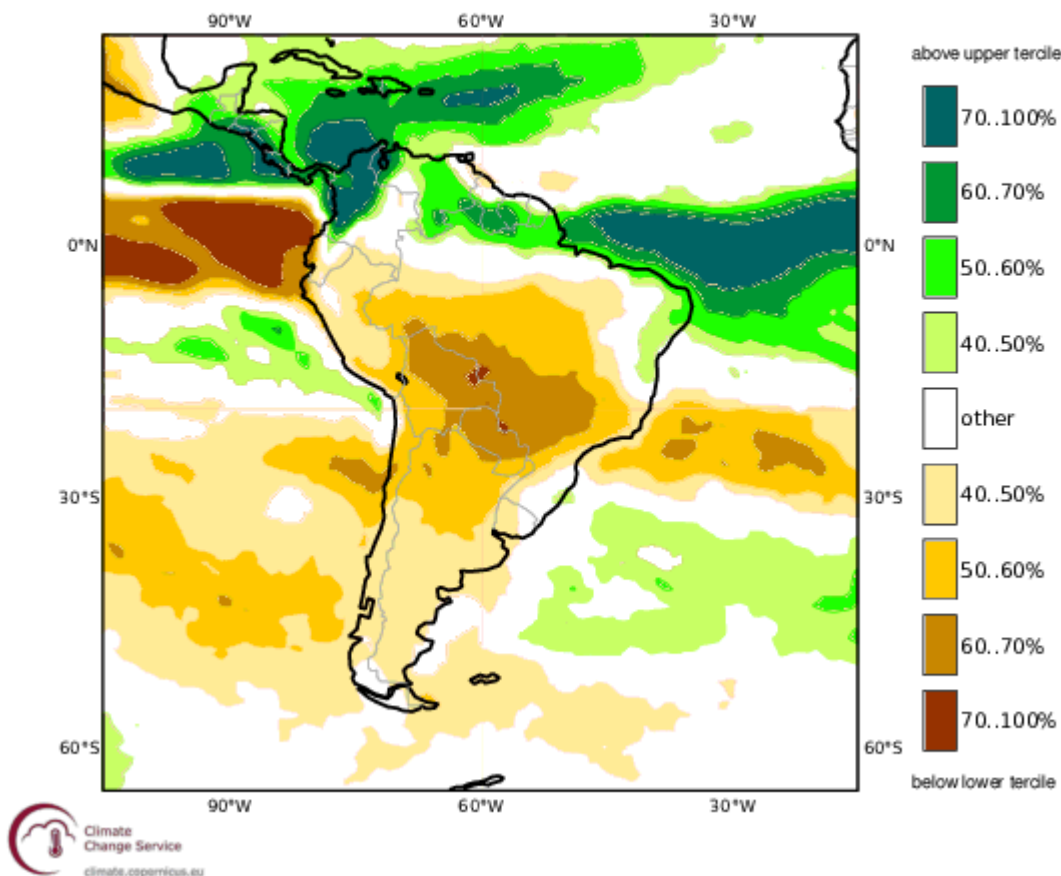 90°W 60°W 30°W
above upper tercile
70..100%
60..70%
50..60%
0°N 0°N
40..50%
other
40..50%
30°S 30°S
50..60%
60..70%
70..100%
60°S 60°S
below lower tercile
90°W 60°W 30°W
Climate
Change Service
climate.copernicus.eu